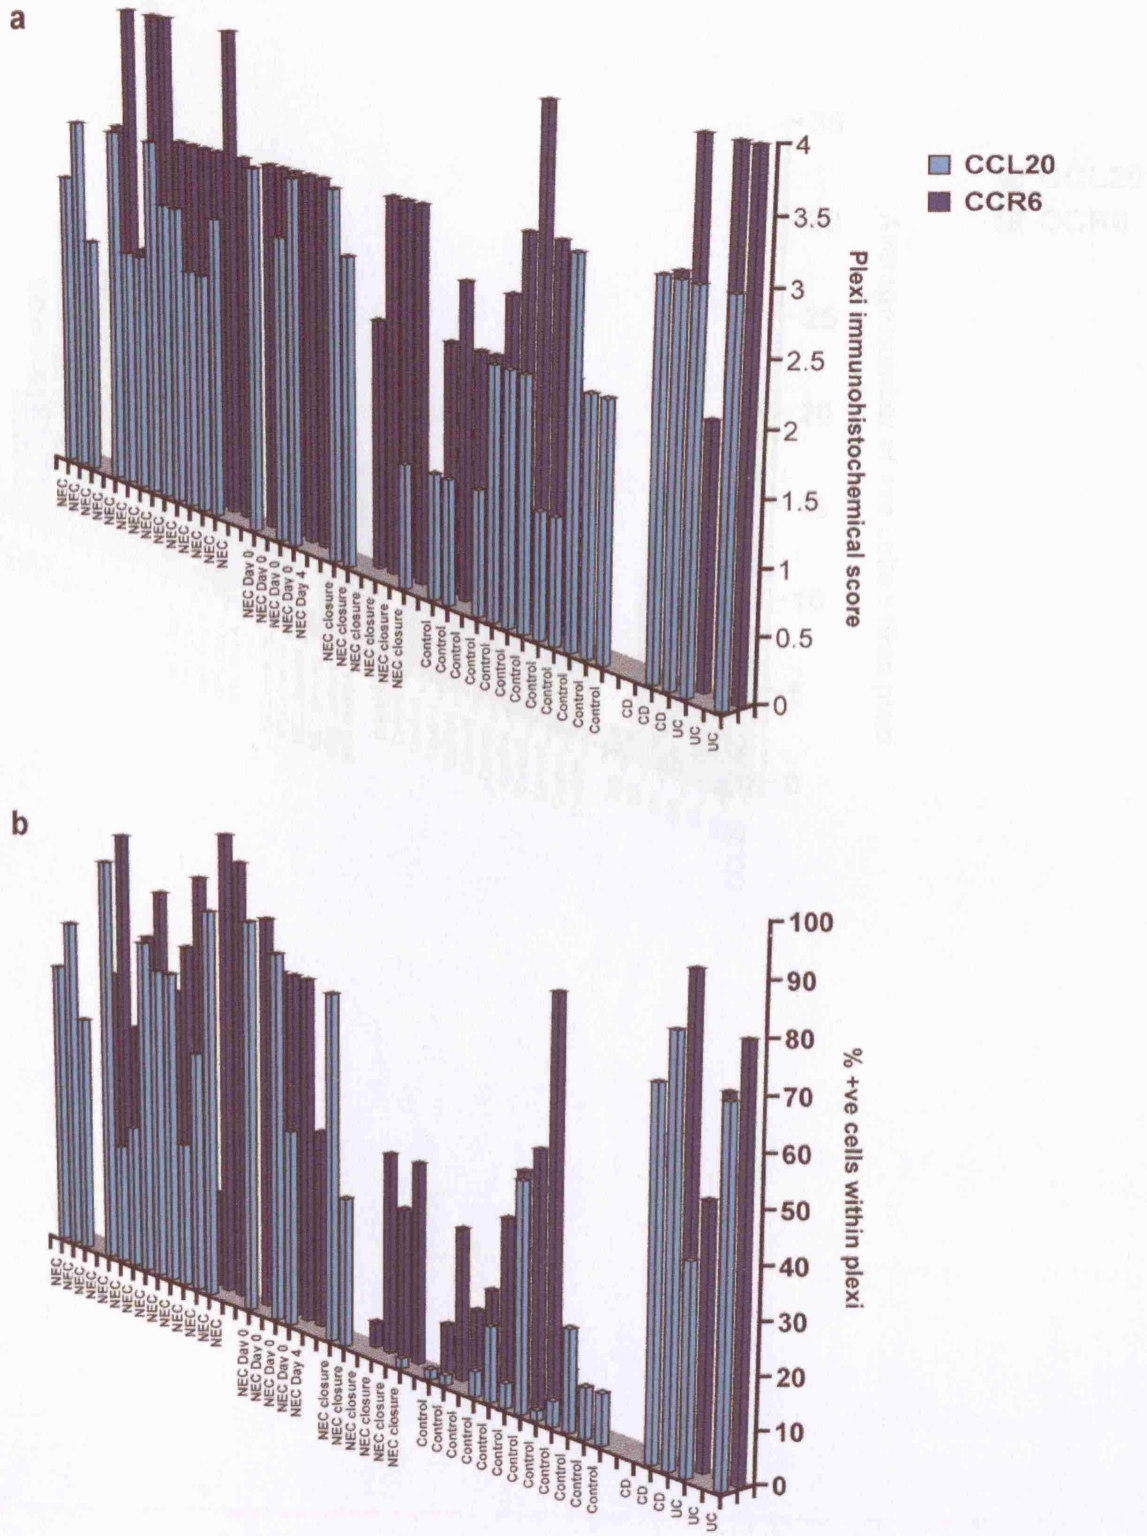 a
CCL20
CCR6
4
3.5
3
2.5
2
1.5
1
0.5
0
Plexi immunohistochemical score
NEC
NEC
NEC
NEC
NEC
NEC
NEC
NEC
NEC
NEC
NEC
NEC
NEC
NEC
NEC Day 0
NEC Day 0
NEC Day 0
NEC Day 0
NEC Day 4
NEC closure
NEC closure
NEC closure
NEC closure
NEC closure
NEC closure
Control
Control
Control
Control
Control
Control
Control
Control
Control
Control
Control
Control
CD
CD
CD
UC
UC
UC
b
100
90
80
70
60
50
40
30
20
10
0
% +ve cells within plexi
NEC
NEC
NEC
NEC
NEC
NEC
NEC
NEC
NEC
NEC
NEC
NEC
NEC
NEC
NEC Day 0
NEC Day 0
NEC Day 0
NEC Day 0
NEC Day 4
NEC closure
NEC closure
NEC closure
NEC closure
NEC closure
NEC closure
Control
Control
Control
Control
Control
Control
Control
Control
Control
Control
Control
Control
CD
CD
CD
UC
UC
UC